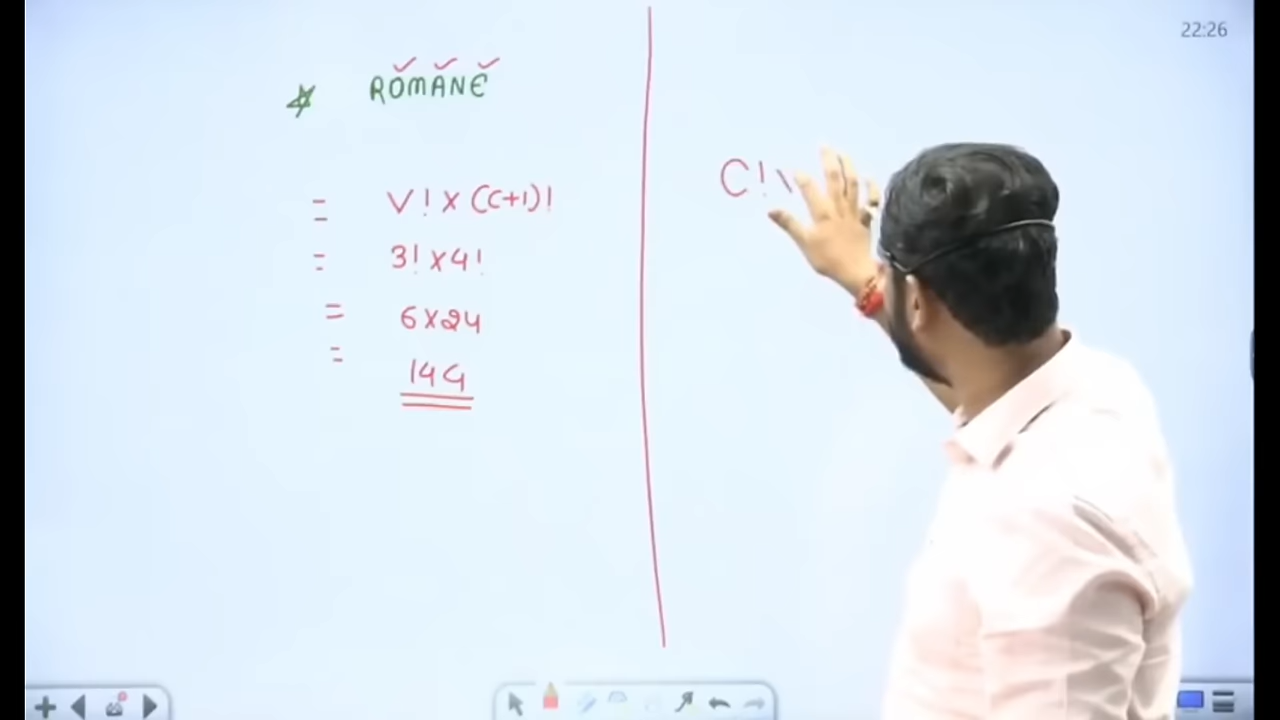 22:26
ROMANE
= V! X (C+1)!
= 3! X 4!
= 6 X 24
= 144
C!